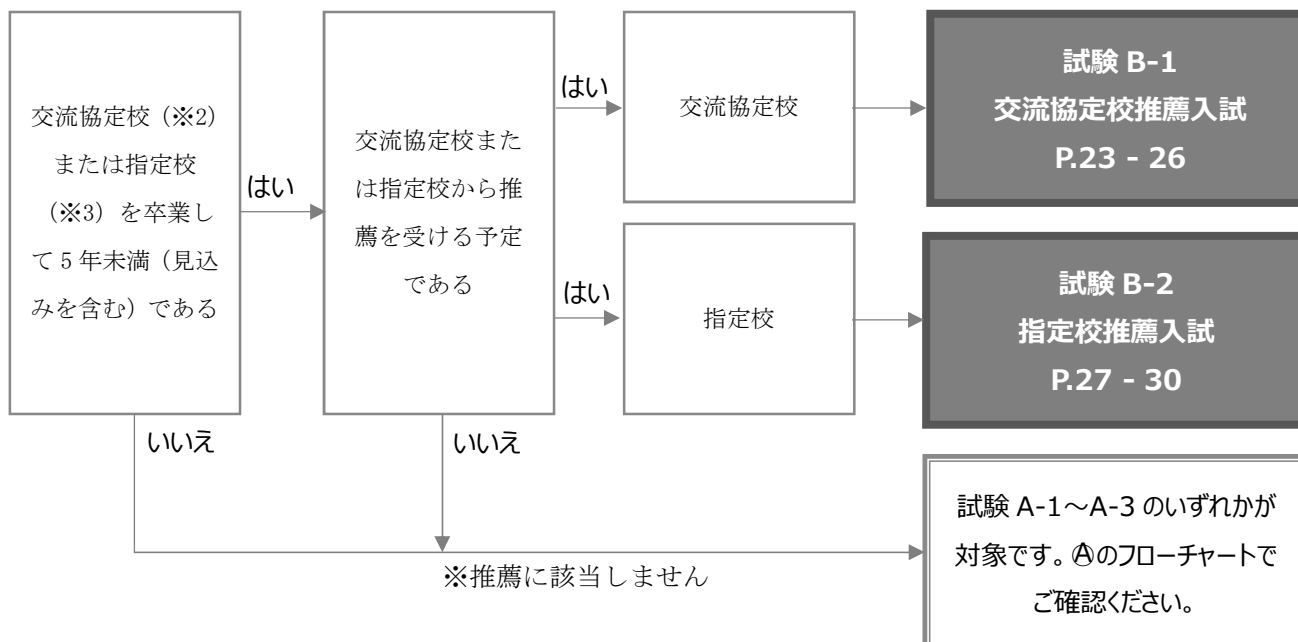 交流協定校（※2）
または指定校
（※3）を卒業し
て５年未満（見込
みを含む）である
はい
いいえ
交流協定校また
は指定校から推
薦を受ける予定
である
はい
はい
いいえ
交流協定校
指定校
試験 B-1
交流協定校推薦入試
P.23 - 26
試験 B-2
指定校推薦入試
P.27 - 30
※推薦に該当しません
試験 A-1～A-3 のいずれかが
対象です。Ⓐのフローチャートで
ご確認ください。